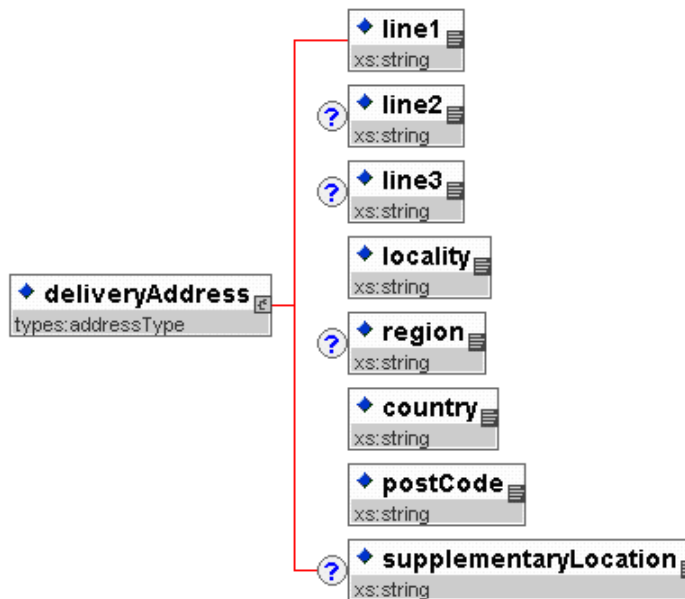 line1
xs:string
? line2
xs:string
? line3
xs:string
locality
xs:string
deliveryAddress
types:addressType
? region
xs:string
country
xs:string
postCode
xs:string
? supplementaryLocation
xs:string